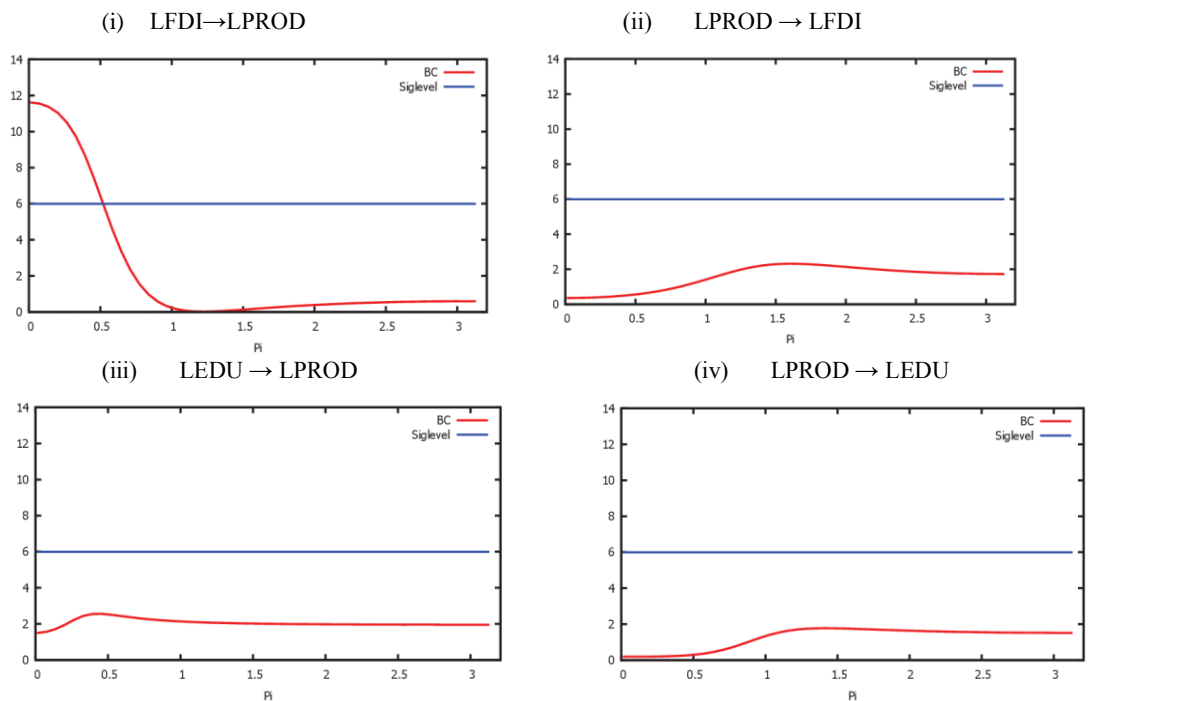 (i) LFDI→LPROD
(ii) LPROD → LFDI
14
12
10
8
6
4
2
0
BC
Siglevel
0 0.5 1 1.5 2 2.5 3
Pi
14
12
10
8
6
4
2
0
BC
Siglevel
0 0.5 1 1.5 2 2.5 3
Pi
(iii) LEDU → LPROD
(iv) LPROD → LEDU
14
12
10
8
6
4
2
0
BC
Siglevel
0 0.5 1 1.5 2 2.5 3
Pi
14
12
10
8
6
4
2
0
BC
Siglevel
0 0.5 1 1.5 2 2.5 3
Pi